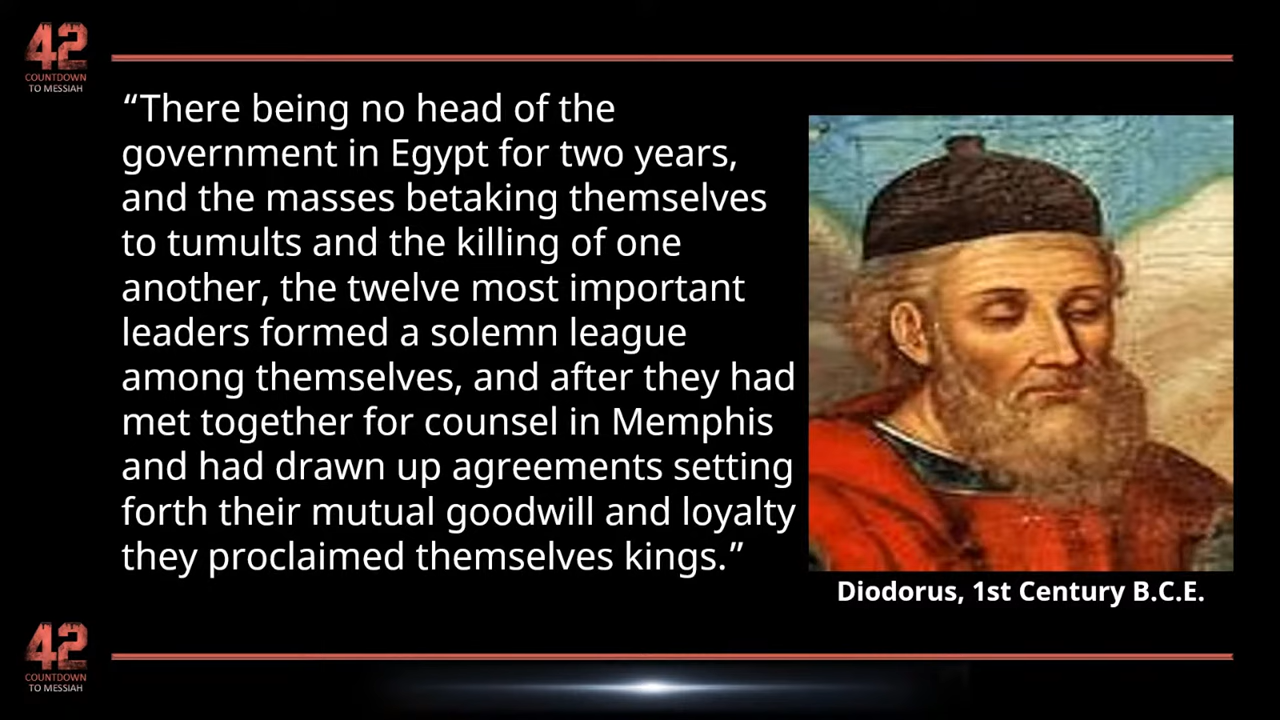 42
COUNTDOWN
TO MESSIAH
“There being no head of the
government in Egypt for two years,
and the masses betaking themselves
to tumults and the killing of one
another, the twelve most important
leaders formed a solemn league
among themselves, and after they had
met together for counsel in Memphis
and had drawn up agreements setting
forth their mutual goodwill and loyalty
they proclaimed themselves kings.”
Diodorus, 1st Century B.C.E.
42
COUNTDOWN
TO MESSIAH